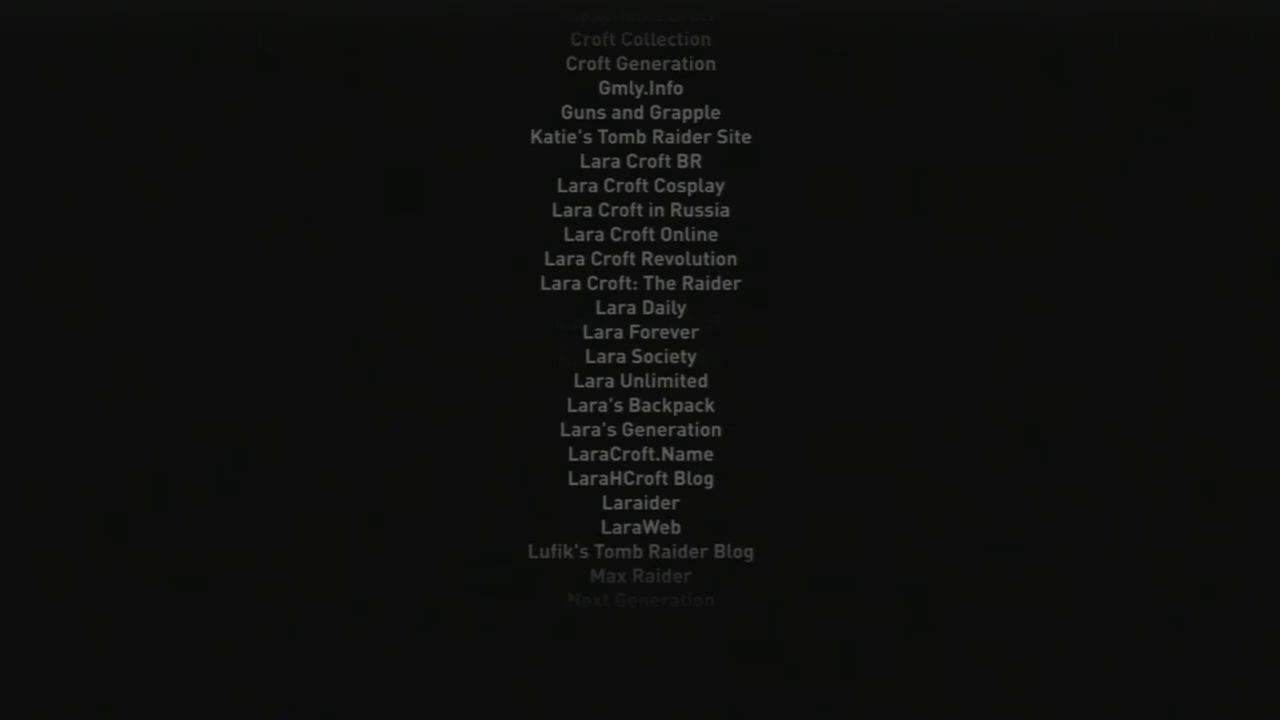 Croft Collection
Croft Generation
Gmly.Info
Guns and Grapple
Katie's Tomb Raider Site
Lara Croft BR
Lara Croft Cosplay
Lara Croft in Russia
Lara Croft Online
Lara Croft Revolution
Lara Croft: The Raider
Lara Daily
Lara Forever
Lara Society
Lara Unlimited
Lara's Backpack
Lara's Generation
LaraCroft.Name
LaraHCroft Blog
Laraider
LaraWeb
Lufik's Tomb Raider Blog
Max Raider
Next Generation